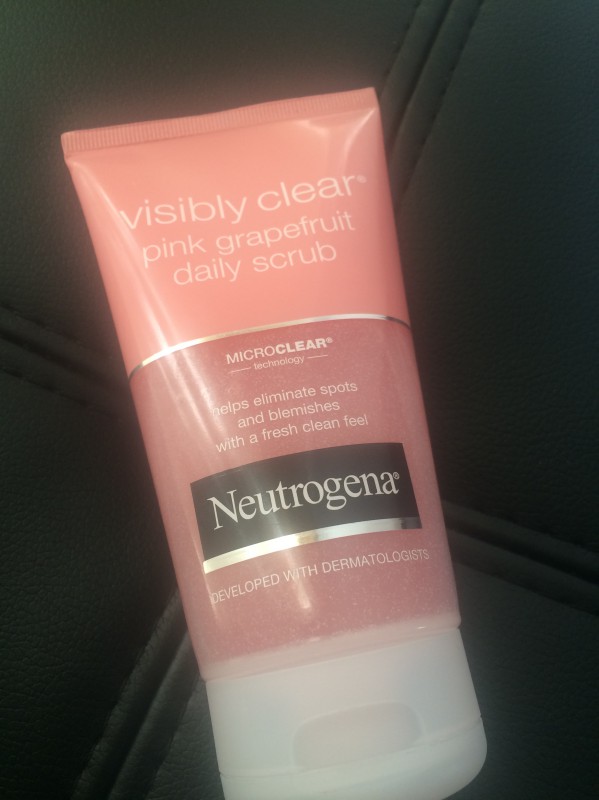 visibly clear®
pink grapefruit
daily scrub
MICROCLEAR®
technology
helps eliminate spots
and blemishes
with a fresh clean feel
Neutrogena®
DEVELOPED WITH DERMATOLOGISTS